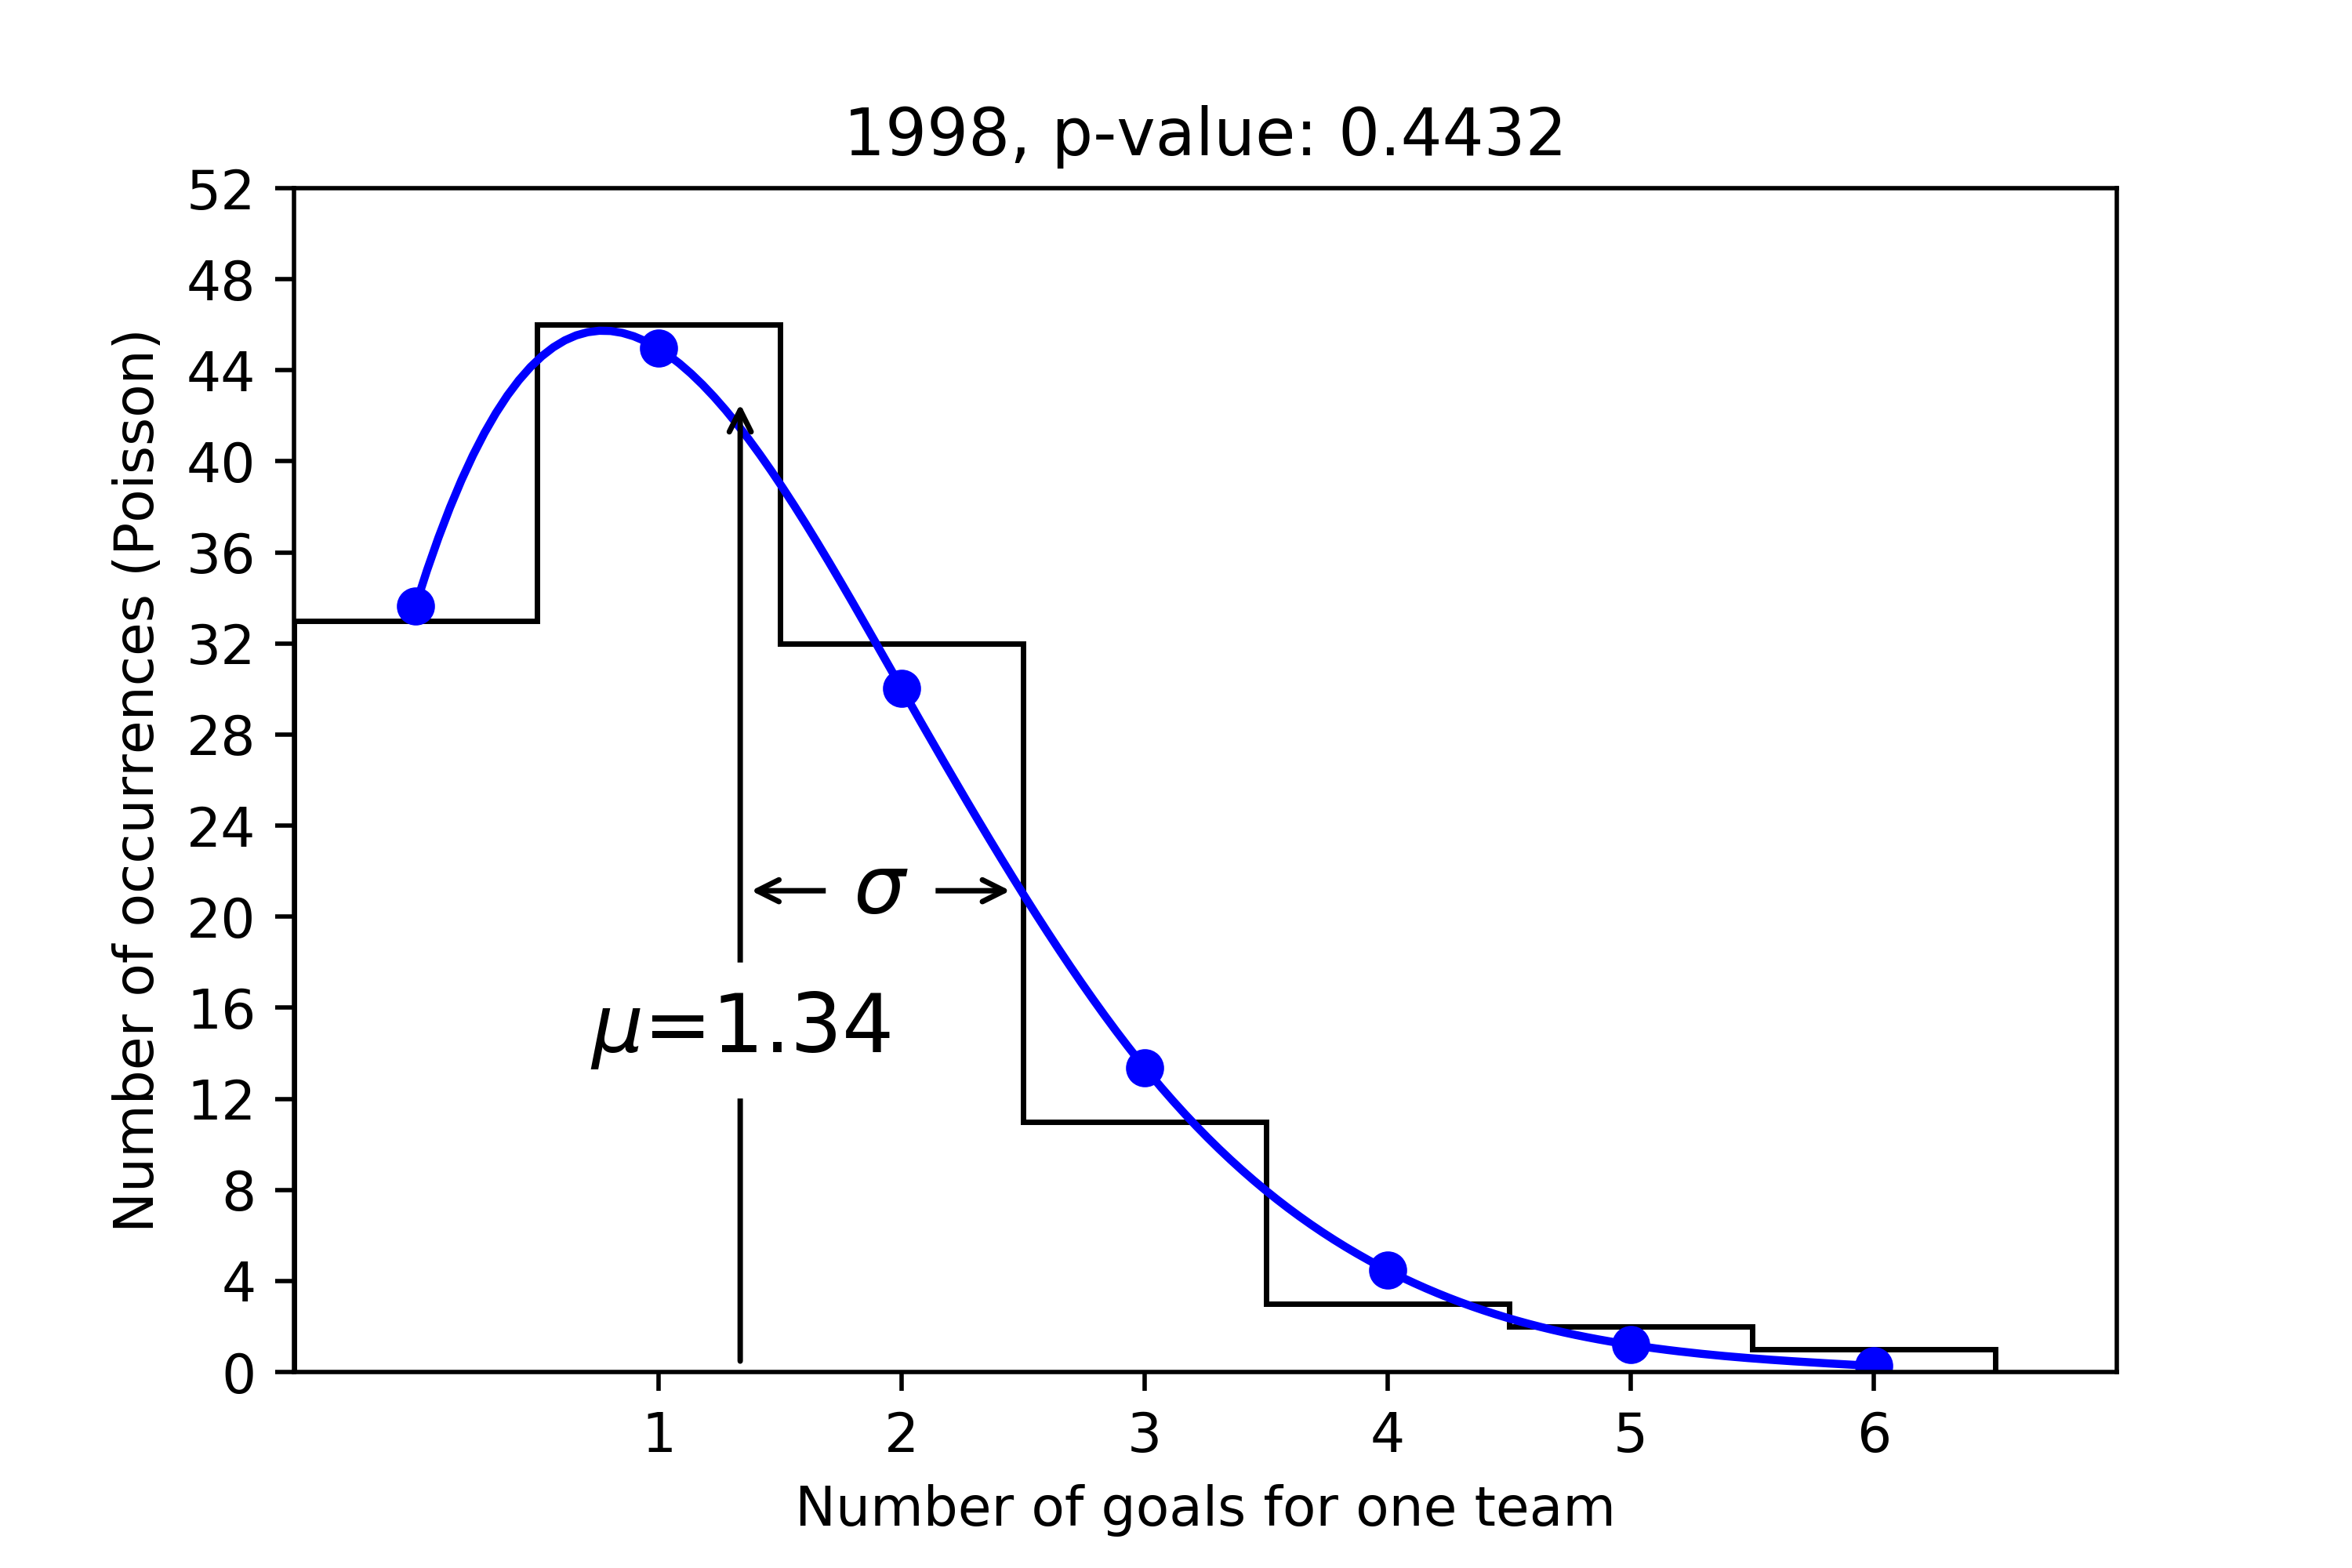 1998, p-value: 0.4432
52
48
44
40
36
32
28
24
20
16
12
8
4
0
Number of occurrences (Poisson)
σ
μ=1.34
1 2 3 4 5 6
Number of goals for one team